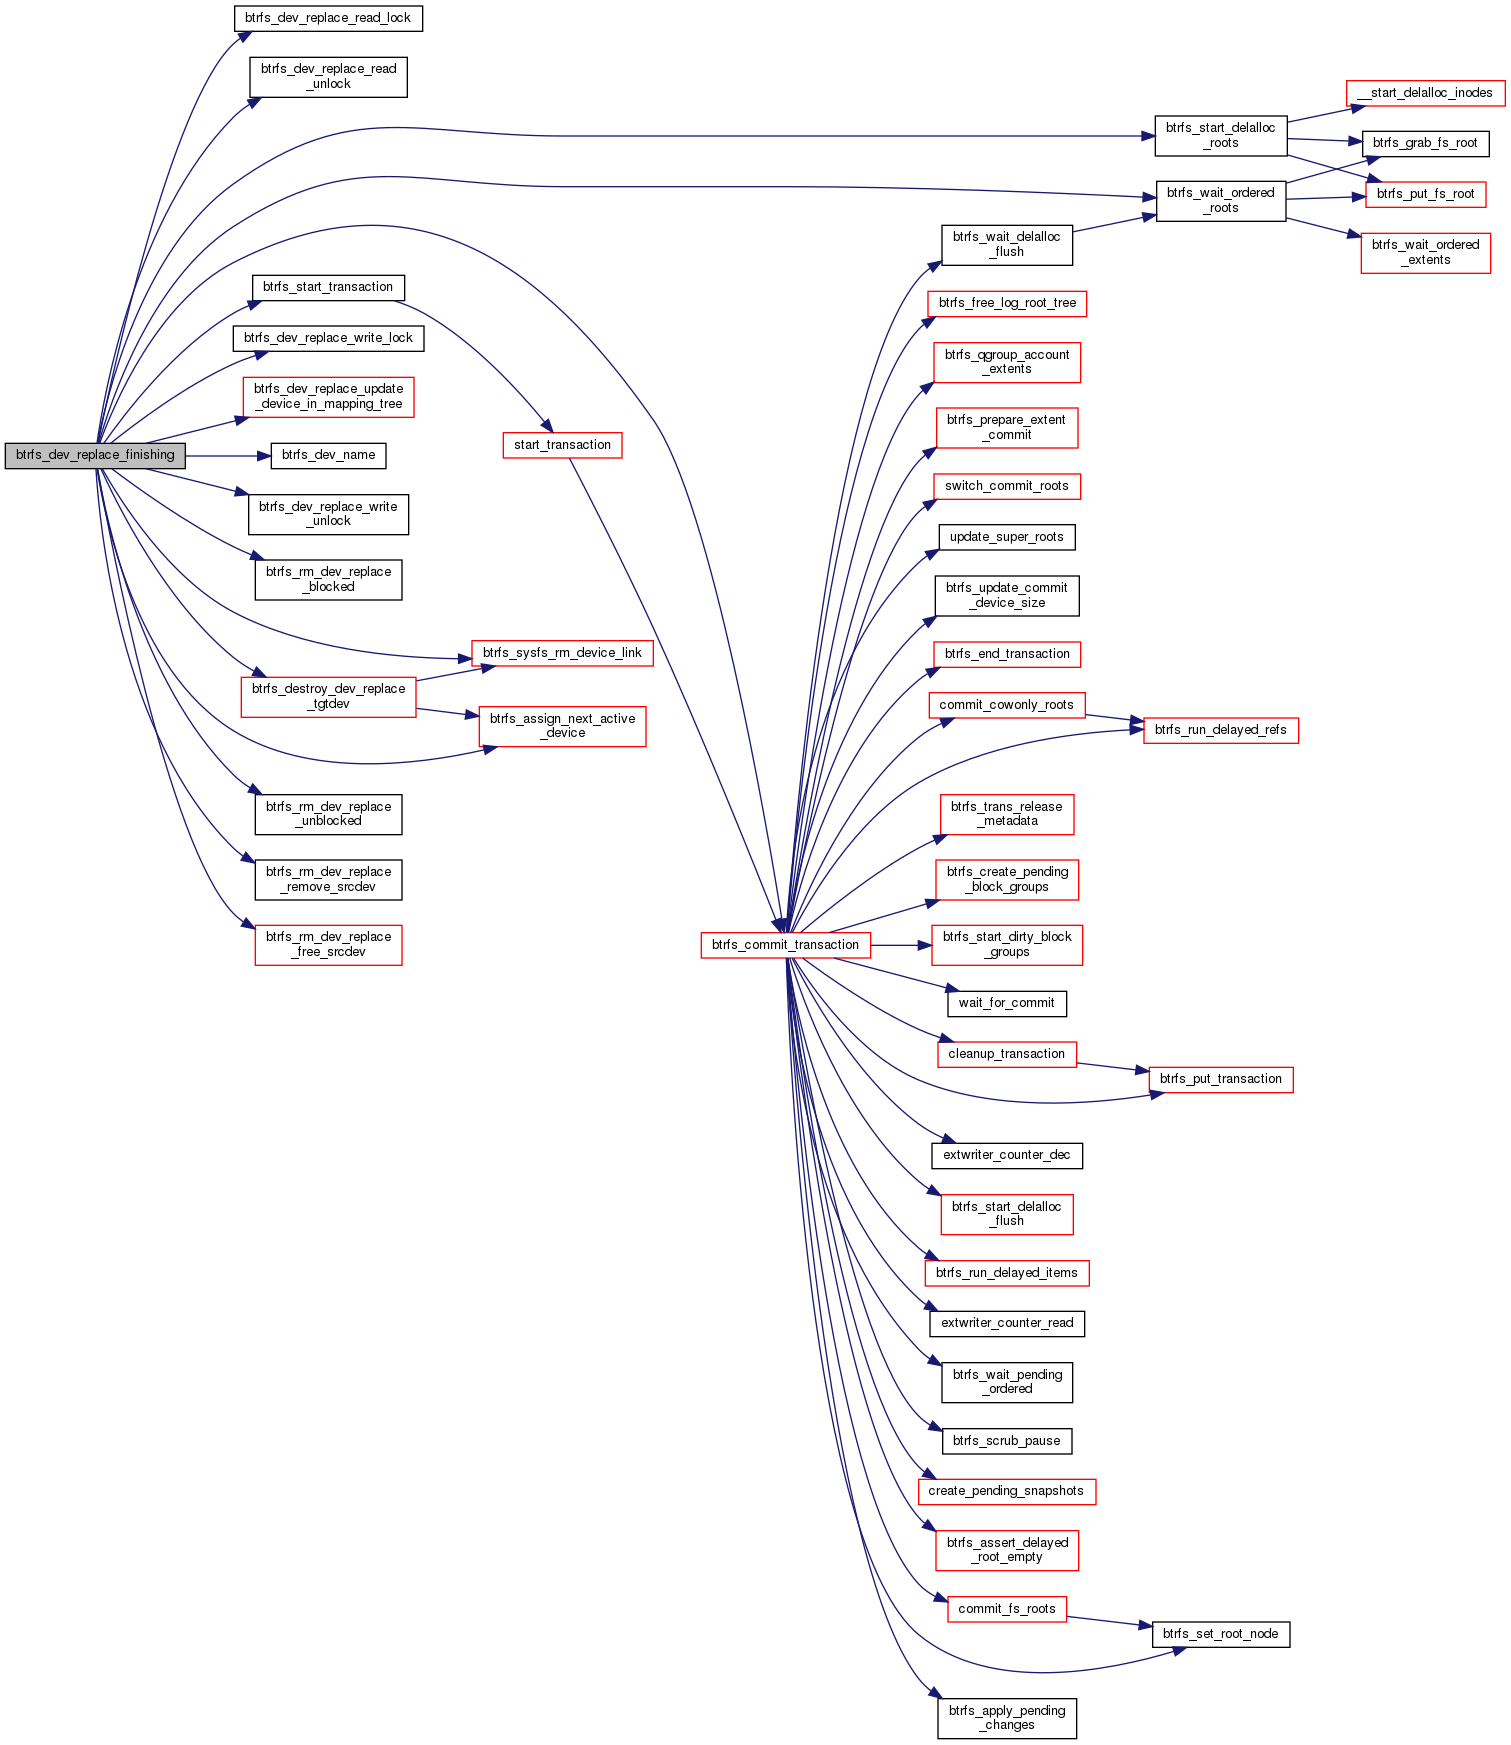 btrfs_dev_replace_read_lock
btrfs_dev_replace_read
_unlock
btrfs_start_delalloc
_roots
__start_delalloc_inodes
btrfs_grab_fs_root
btrfs_put_fs_root
btrfs_wait_ordered
_roots
btrfs_wait_ordered
_extents
btrfs_wait_delalloc
_flush
btrfs_start_transaction
btrfs_free_log_root_tree
btrfs_dev_replace_write_lock
btrfs_qgroup_account
_extents
btrfs_dev_replace_update
_device_in_mapping_tree
btrfs_prepare_extent
_commit
start_transaction
btrfs_dev_replace_finishing
btrfs_dev_name
switch_commit_roots
btrfs_dev_replace_write
_unlock
update_super_roots
btrfs_rm_dev_replace
_blocked
btrfs_update_commit
_device_size
btrfs_sysfs_rm_device_link
btrfs_end_transaction
btrfs_destroy_dev_replace
_tgtdev
commit_cowonly_roots
btrfs_assign_next_active
_device
btrfs_run_delayed_refs
btrfs_rm_dev_replace
_unblocked
btrfs_trans_release
_metadata
btrfs_rm_dev_replace
_remove_srcdev
btrfs_create_pending
_block_groups
btrfs_rm_dev_replace
_free_srcdev
btrfs_commit_transaction
btrfs_start_dirty_block
_groups
wait_for_commit
cleanup_transaction
btrfs_put_transaction
extwriter_counter_dec
btrfs_start_delalloc
_flush
btrfs_run_delayed_items
extwriter_counter_read
btrfs_wait_pending
_ordered
btrfs_scrub_pause
create_pending_snapshots
btrfs_assert_delayed
_root_empty
commit_fs_roots
btrfs_set_root_node
btrfs_apply_pending
_changes